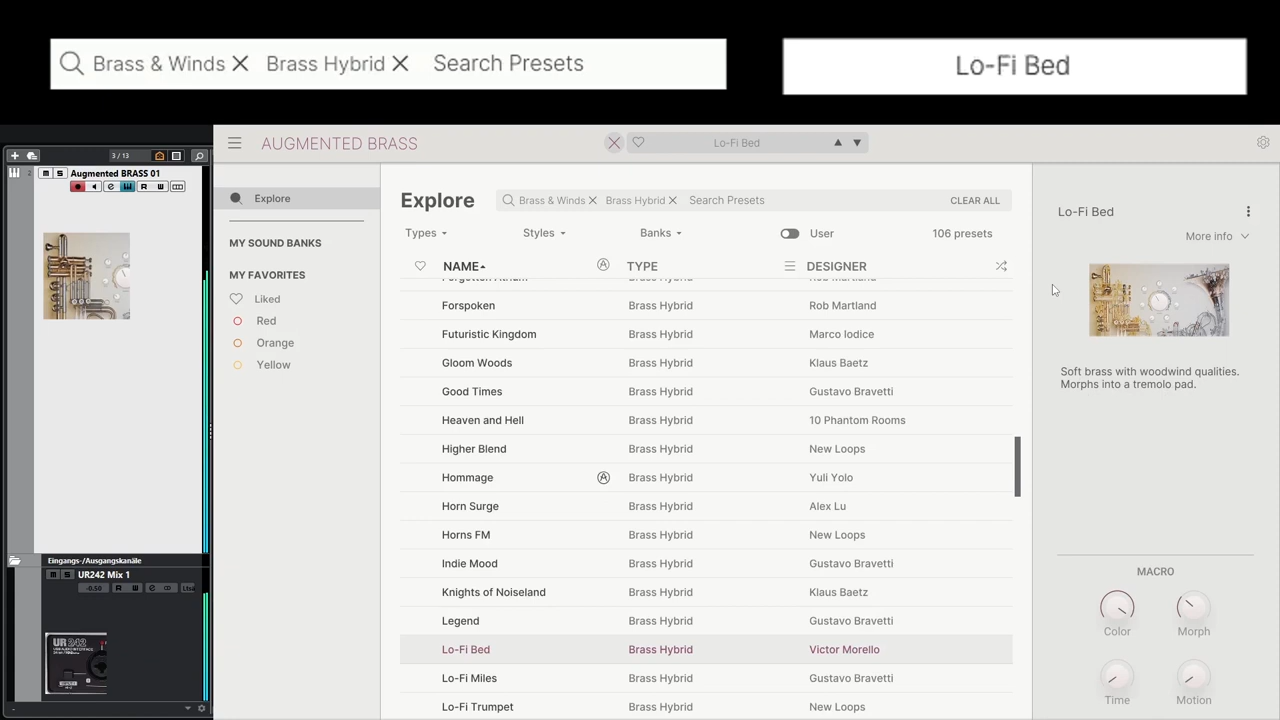 Brass & Winds Brass Hybrid Search Presets
Lo-Fi Bed
AUGMENTED BRASS
Lo-Fi Bed
3 / 13
2
M S Augmented BRASS 01
R W
Eingangs-/Ausgangskanäle
M S UR242 Mix 1
R W
UR242
Explore
MY SOUND BANKS
MY FAVORITES
Liked
Red
Orange
Yellow
Explore
Brass & Winds Brass Hybrid Search Presets CLEAR ALL
Types Styles Banks User 106 presets
NAME TYPE DESIGNER
Forspoken Brass Hybrid Rob Martland
Futuristic Kingdom Brass Hybrid Marco Iodice
Gloom Woods Brass Hybrid Klaus Baetz
Good Times Brass Hybrid Gustavo Bravetti
Heaven and Hell Brass Hybrid 10 Phantom Rooms
Higher Blend Brass Hybrid New Loops
Hommage Brass Hybrid Yuli Yolo
Horn Surge Brass Hybrid Alex Lu
Horns FM Brass Hybrid New Loops
Indie Mood Brass Hybrid Gustavo Bravetti
Knights of Noiseland Brass Hybrid Klaus Baetz
Legend Brass Hybrid Gustavo Bravetti
Lo-Fi Bed Brass Hybrid Victor Morello
Lo-Fi Miles Brass Hybrid Gustavo Bravetti
Lo-Fi Trumpet Brass Hybrid New Loops
Lo-Fi Bed
More info
Soft brass with woodwind qualities.
Morphs into a tremolo pad.
MACRO
Color Morph
Time Motion